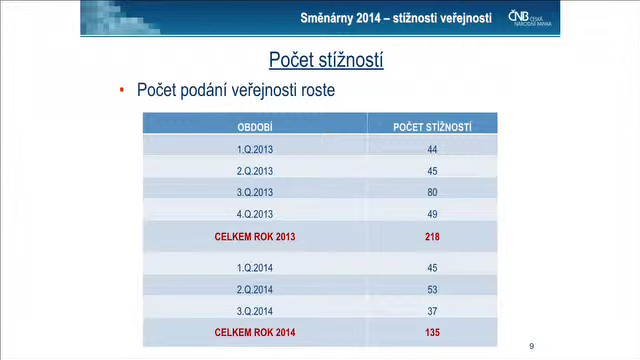 Směnárny 2014 – stížnosti veřejnosti
ČNB ČESKÁ
NÁRODNÍ BANKA
Počet stížností
• Počet podání veřejnosti roste
OBDOBÍ POČET STÍŽNOSTÍ
1.Q.2013 44
2.Q.2013 45
3.Q.2013 80
4.Q.2013 49
CELKEM ROK 2013 218
1.Q.2014 45
2.Q.2014 53
3.Q.2014 37
CELKEM ROK 2014 135
9